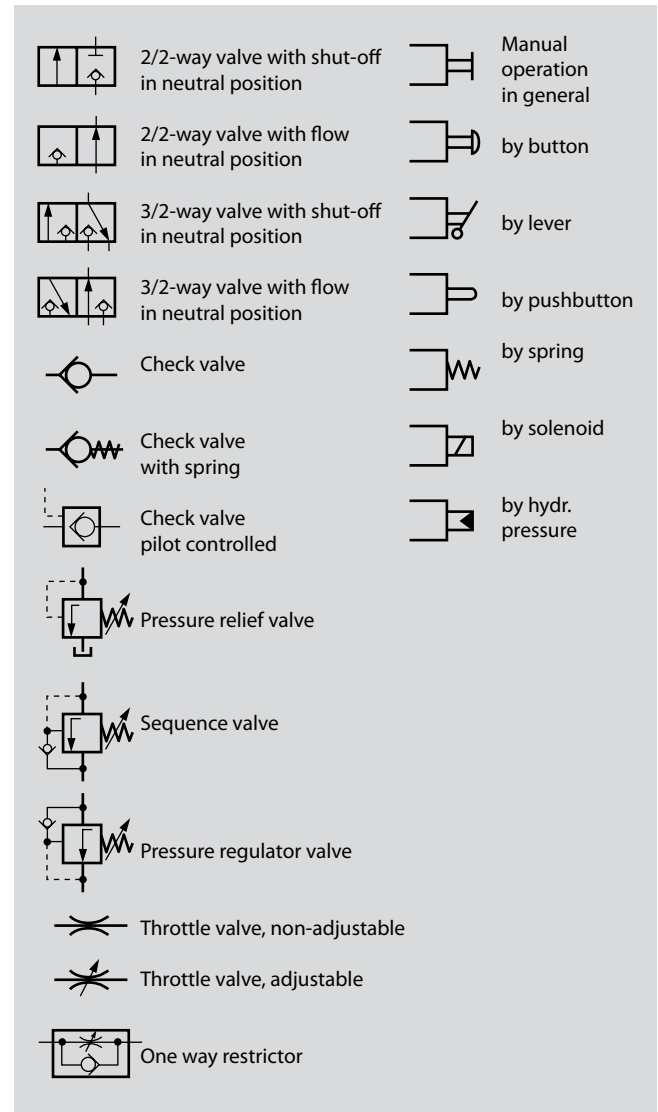 2/2-way valve with shut-off
in neutral position
2/2-way valve with flow
in neutral position
3/2-way valve with shut-off
in neutral position
3/2-way valve with flow
in neutral position
Check valve
Check valve
with spring
Check valve
pilot controlled
Pressure relief valve
Sequence valve
Pressure regulator valve
Throttle valve, non-adjustable
Throttle valve, adjustable
One way restrictor
Manual
operation
in general
by button
by lever
by pushbutton
by spring
by solenoid
by hydr.
pressure